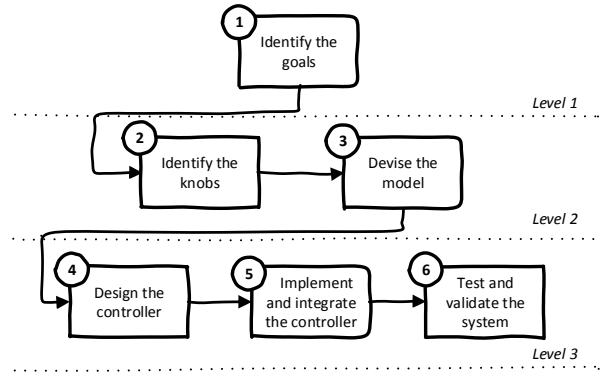 1
Identify the
goals
Level 1
2
Identify the
knobs
3
Devise the
model
Level 2
4
Design the
controller
5
Implement
and integrate
the controller
6
Test and
validate the
system
Level 3